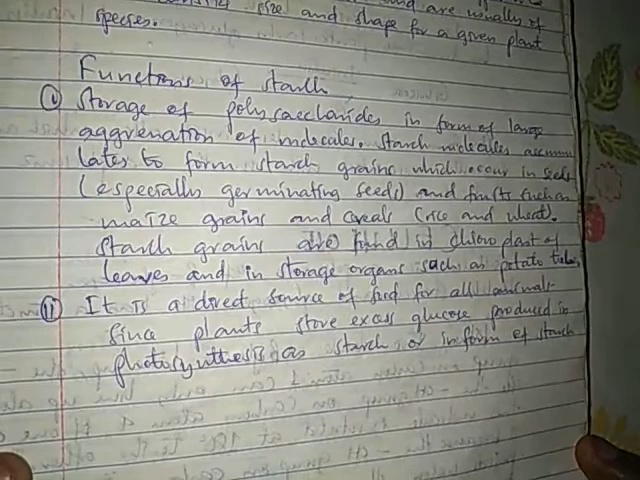 size and are usually of
species. size and shape for a given plant
Functions of starch
(i) Storage of polysaccharides in form of large
aggrenation of molecules. Starch molecules accumu
lates to form starch grains which occur in seeds
(especially germinating seeds) and fruits such as
maize grains and cereals (rice and wheat).
Starch grains are find in chloroplast of
leaves and in storage organs such as potato tubers
(ii) It is a direct source of food for all animals
since plants store excess glucose produced in
photosynthesis as starch or in form of starch